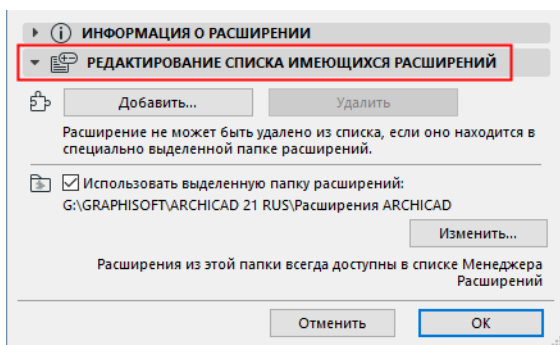 ИНФОРМАЦИЯ О РАСШИРЕНИИ
РЕДАКТИРОВАНИЕ СПИСКА ИМЕЮЩИХСЯ РАСШИРЕНИЙ
Добавить... Удалить
Расширение не может быть удалено из списка, если оно находится в
специально выделенной папке расширений.
Использовать выделенную папку расширений:
G:\GRAPHISOFT\ARCHICAD 21 RUS\Расширения ARCHICAD
Изменить...
Расширения из этой папки всегда доступны в списке Менеджера
Расширений
Отменить OK